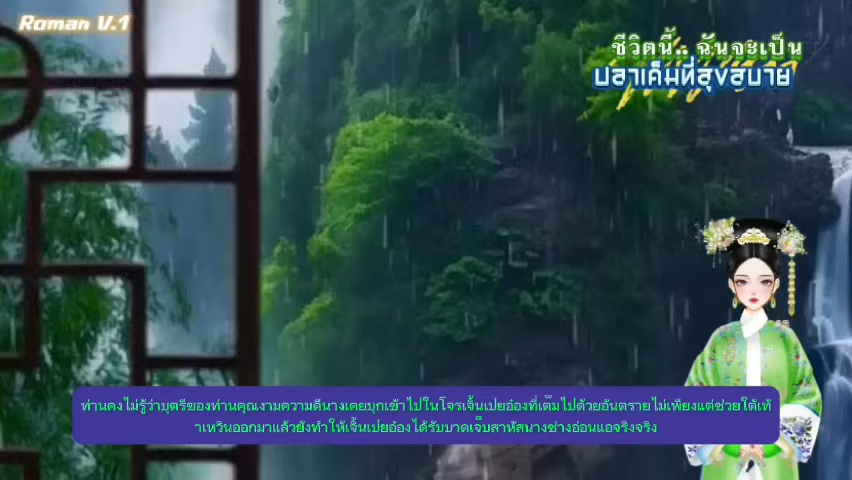 Roman V.1
ชีวิตนี้.. ฉันจะเป็น
ปลาเค็มที่สุขสบาย
ท่านคงไม่รู้ว่าบุตรีของท่านคุณงามความดีนางเคยบุกเข้าไปในโจรเจิ้นเปยอ๋องที่เต็มไปด้วยอันตรายไม่เพียงแต่ช่วยใต้เท้
าเหวินออกมาแล้วยังทำให้เจิ้นเปยอ๋องได้รับบาดเจ็บสาหัสนางช่างอ่อนแอจริงจริง